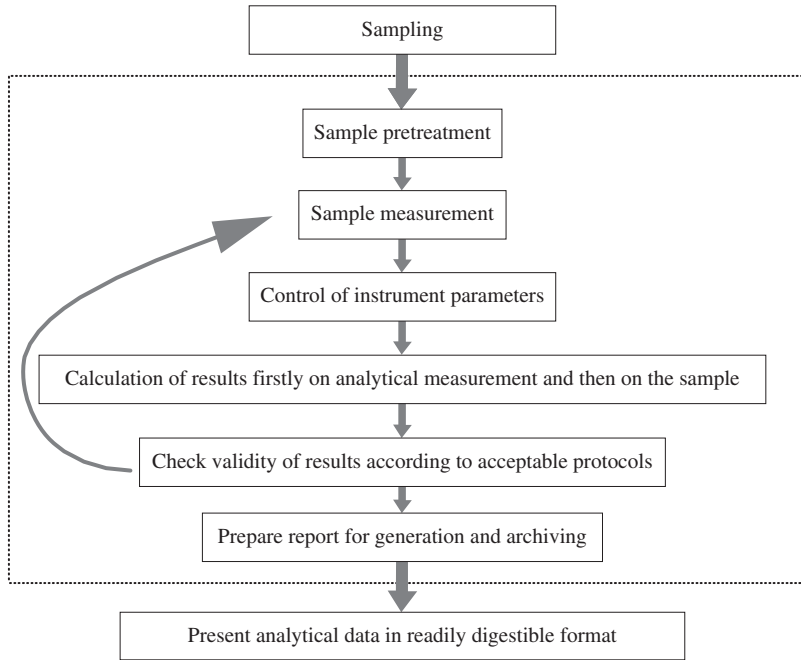 Sampling
Sample pretreatment
Sample measurement
Control of instrument parameters
Calculation of results firstly on analytical measurement and then on the sample
Check validity of results according to acceptable protocols
Prepare report for generation and archiving
Present analytical data in readily digestible format